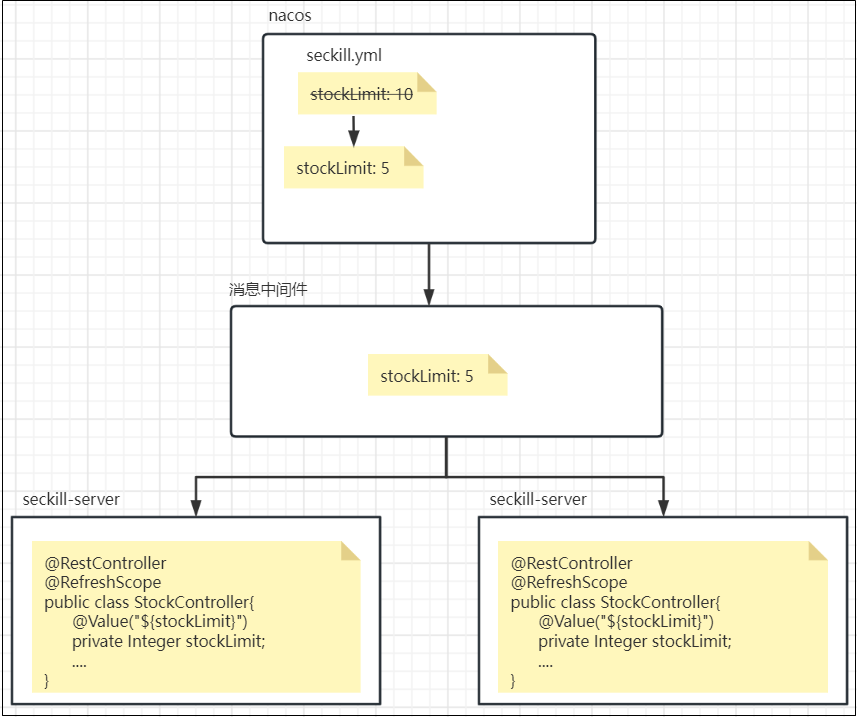 nacos
seckill.yml
stockLimit: 10
stockLimit: 5
消息中间件
stockLimit: 5
seckill-server
@RestController
@RefreshScope
public class StockController{
@Value("${stockLimit}")
private Integer stockLimit;
....
}
seckill-server
@RestController
@RefreshScope
public class StockController{
@Value("${stockLimit}")
private Integer stockLimit;
....
}